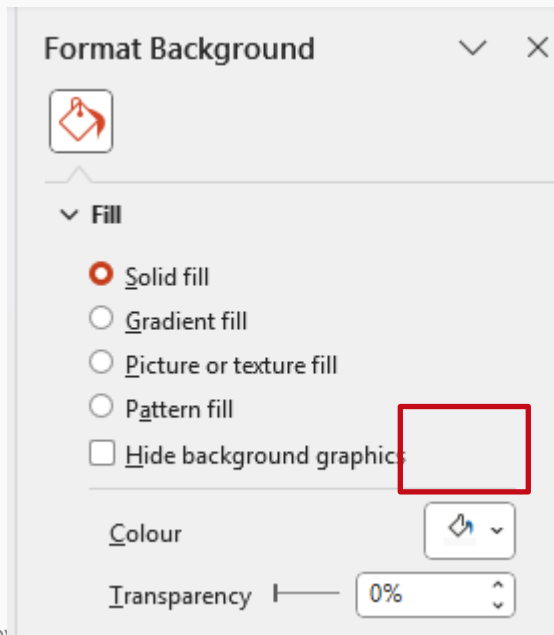 Format Background
Fill
Solid fill
Gradient fill
Picture or texture fill
Pattern fill
Hide background graphics
Colour
Transparency 0%